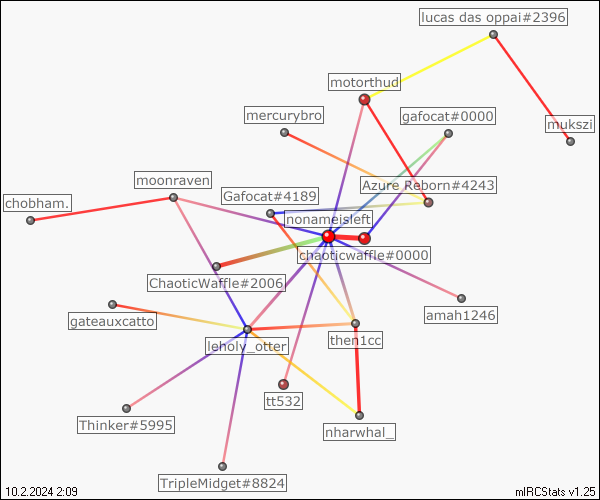 lucas das oppai#2396
motorthud
mercurybro
gafocat#0000
mukszi
moonraven
Azure Reborn#4243
chobham.
Gafocat#4189
nonameisleft
chaoticwaffle#0000
ChaoticWaffle#2006
amah1246
gateauxcatto
leholy_otter
then1cc
tt532
Thinker#5995
nharwhal_
TripleMidget#8824
10.2.2024 2:09
mIRCStats v1.25